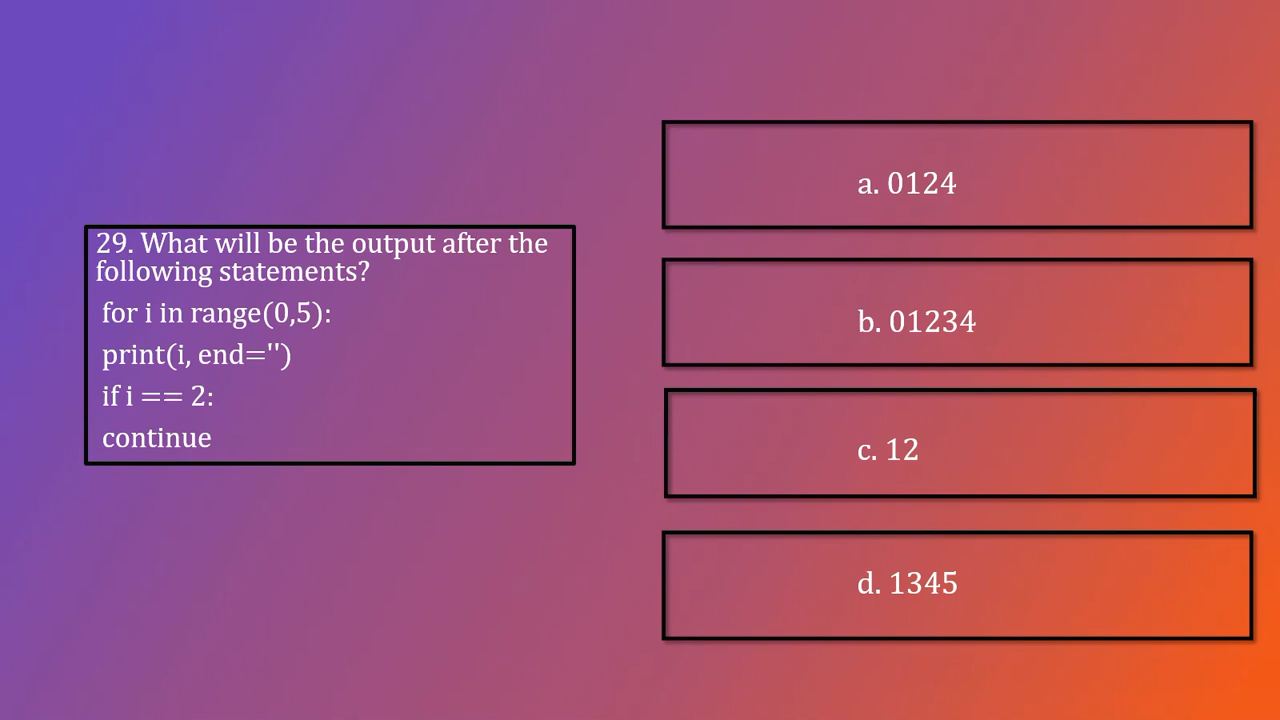 29. What will be the output after the
following statements?
for i in range(0,5):
print(i, end='')
if i == 2:
continue
a. 0124
b. 01234
c. 12
d. 1345